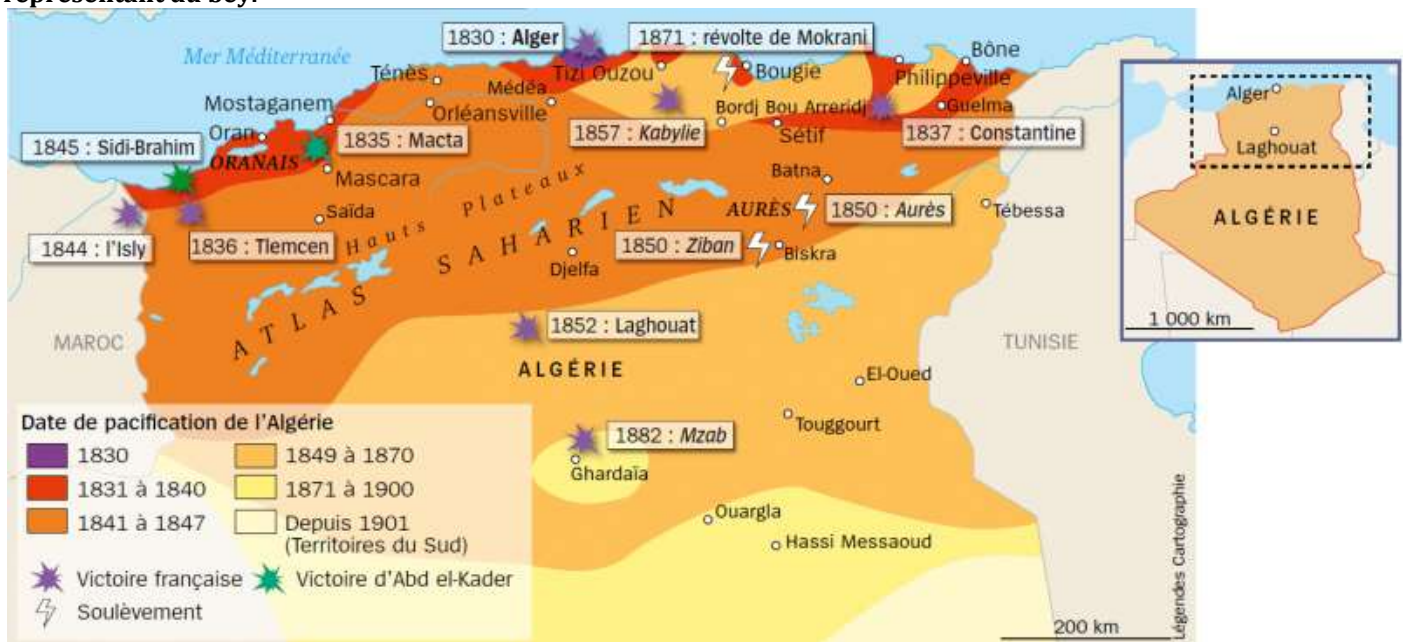 représentant du bey.
Mer Méditerranée
1830 : Alger
1871 : révolte de Mokrani
Bône
Ténès
Tizi Ouzou
Bougie
Philippeville
Médéa
Mostaganem
Orléansville
Bordj Bou Arreridj
Guelma
Oran
1835 : Macta
1857 : Kabylie
Sétif
1837 : Constantine
1845 : Sidi-Brahim
ORANAIS
Mascara
Batna
Saïda
Hauts Plateaux
AURÈS
1850 : Aurès
Tébessa
1844 : l'Isly
1836 : Tlemcen
1850 : Ziban
Biskra
Djelfa
ATLAS SAHARIEN
1852 : Laghouat
MAROC
TUNISIE
ALGÉRIE
El-Oued
Touggourt
1882 : Mzab
Ghardaïa
Ouargla
Hassi Messaoud
Date de pacification de l'Algérie
1830
1831 à 1840
1841 à 1847
1849 à 1870
1871 à 1900
Depuis 1901
(Territoires du Sud)
Victoire française
Victoire d'Abd el-Kader
Soulèvement
200 km
Légendes Cartographie
Alger
Laghouat
ALGÉRIE
1 000 km